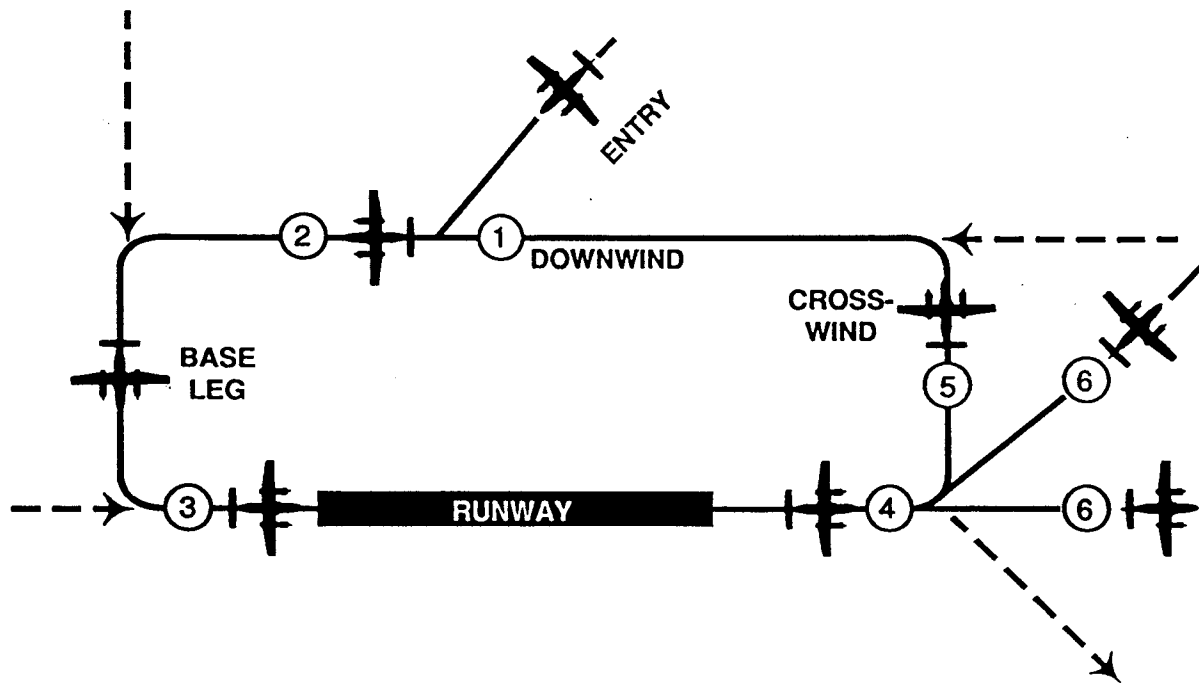 ENTRY
2
1
DOWNWIND
CROSS-
WIND
BASE
LEG
5
6
3
RUNWAY
4
6